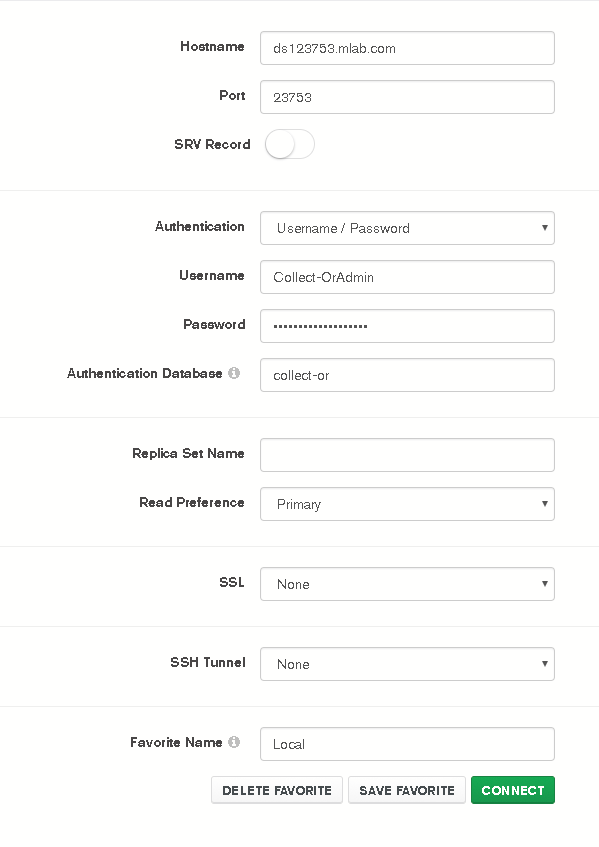 Hostname ds123753.mlab.com
Port 23753
SRV Record
Authentication Username / Password
Username Collect-OrAdmin
Password •••••••••••••••••••
Authentication Database collect-or
Replica Set Name
Read Preference Primary
SSL None
SSH Tunnel None
Favorite Name Local
DELETE FAVORITE SAVE FAVORITE CONNECT